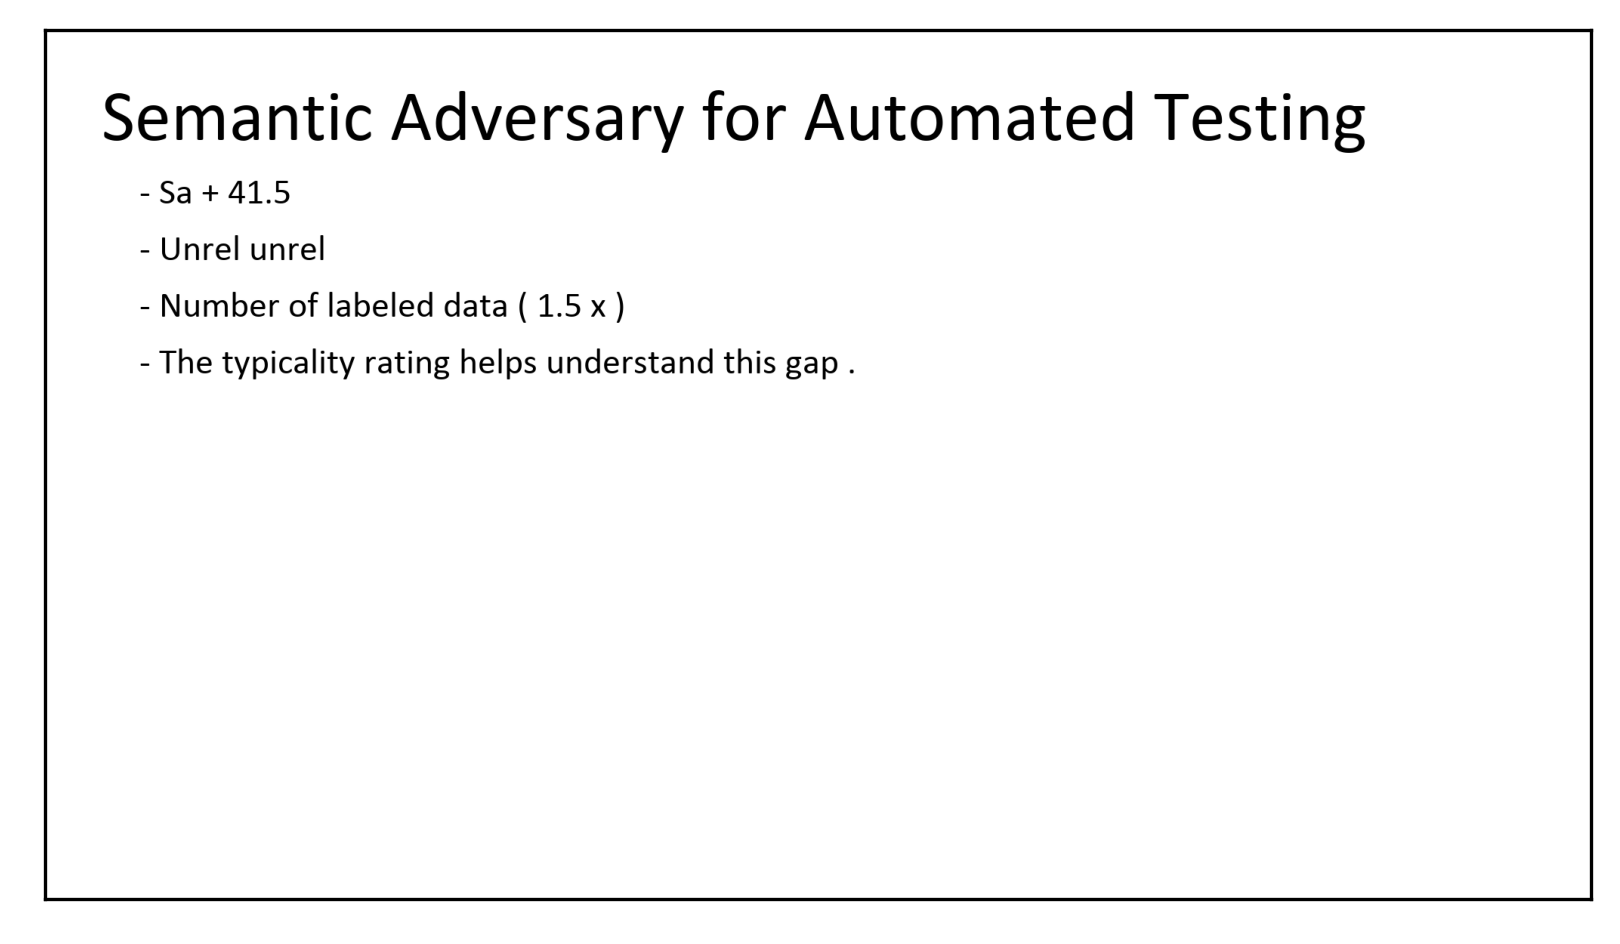 Semantic Adversary for Automated Testing
- Sa + 41.5
- Unrel unrel
- Number of labeled data ( 1.5 x )
- The typicality rating helps understand this gap .